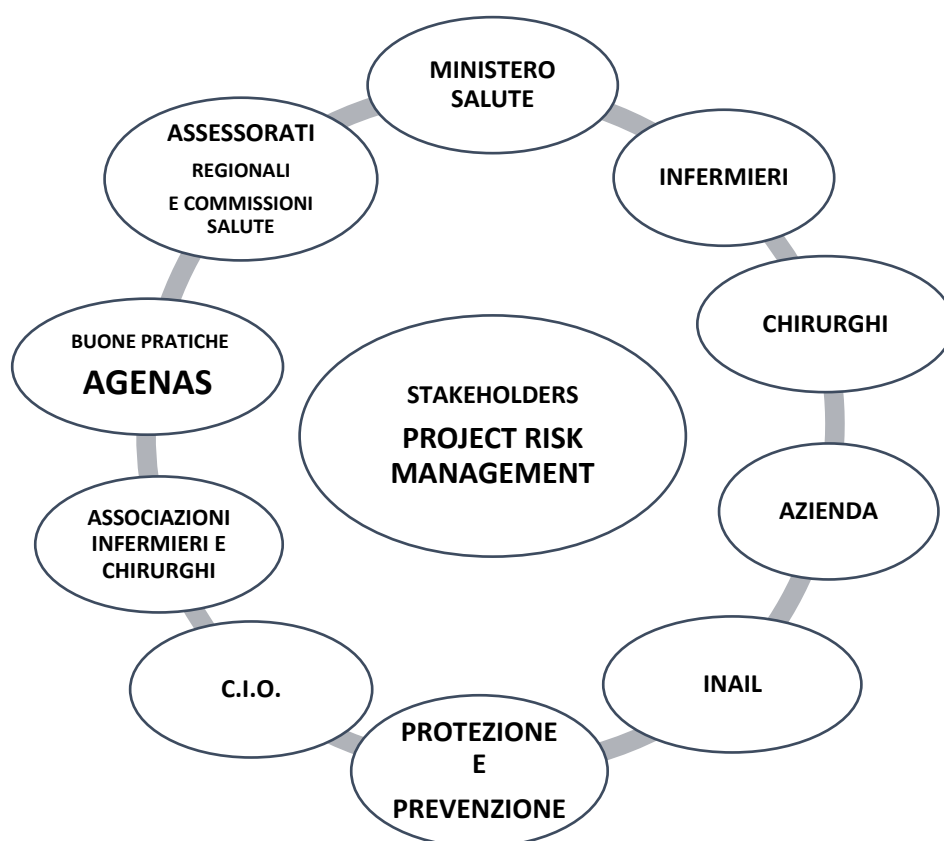 MINISTERO
SALUTE
INFERMIERI
CHIRURGHI
AZIENDA
INAIL
PROTEZIONE
E
PREVENZIONE
C.I.O.
ASSOCIAZIONI
INFERMIERI E
CHIRURGHI
BUONE PRATICHE
AGENAS
ASSESSORATI
REGIONALI
E COMMISSIONI
SALUTE
STAKEHOLDERS
PROJECT RISK
MANAGEMENT